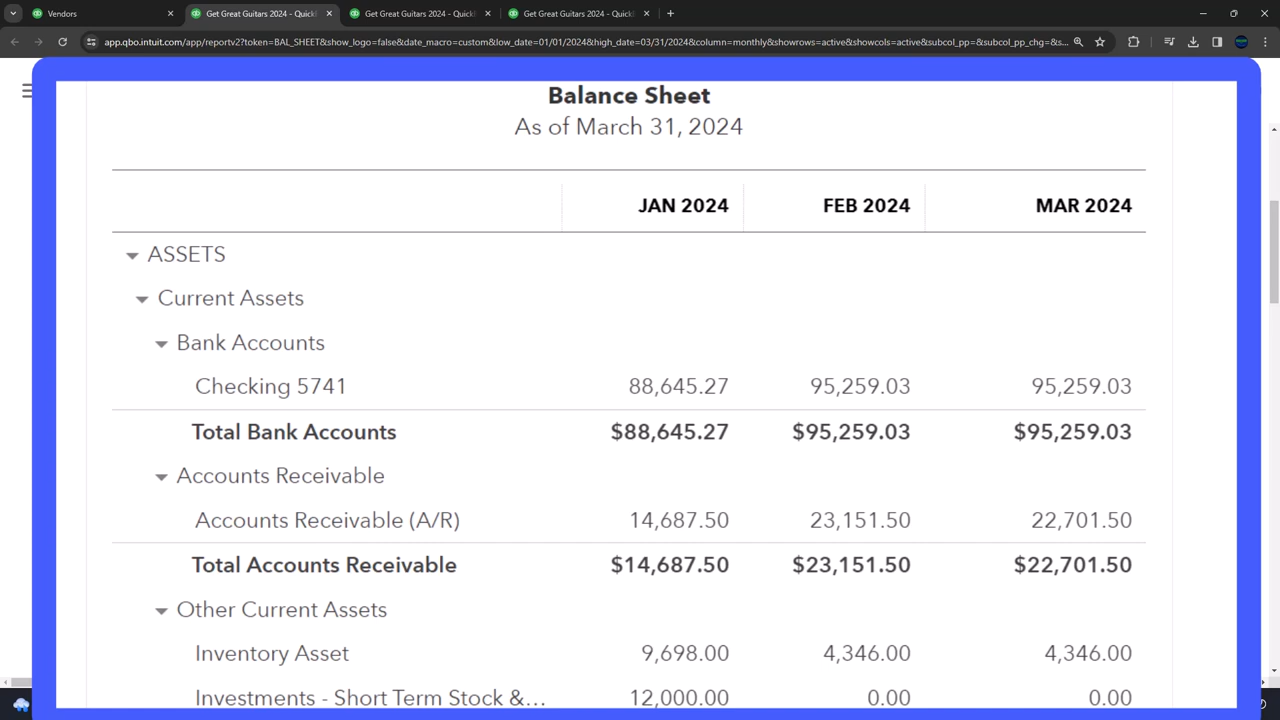 Vendors
Get Great Guitars 2024 - Quickl
Get Great Guitars 2024 - Quickl
Get Great Guitars 2024 - Quickl
app.qbo.intuit.com/app/reportv2?token=BAL_SHEET&show_logo=false&date_macro=custom&low_date=01/01/2024&high_date=03/31/2024&column=monthly&showrows=active&showcols=active&subcol_pp=&subcol_pp_chg=&s...
Balance Sheet
As of March 31, 2024
JAN 2024 FEB 2024 MAR 2024
ASSETS
Current Assets
Bank Accounts
Checking 5741 88,645.27 95,259.03 95,259.03
Total Bank Accounts $88,645.27 $95,259.03 $95,259.03
Accounts Receivable
Accounts Receivable (A/R) 14,687.50 23,151.50 22,701.50
Total Accounts Receivable $14,687.50 $23,151.50 $22,701.50
Other Current Assets
Inventory Asset 9,698.00 4,346.00 4,346.00
Investments - Short Term Stock &... 12,000.00 0.00 0.00